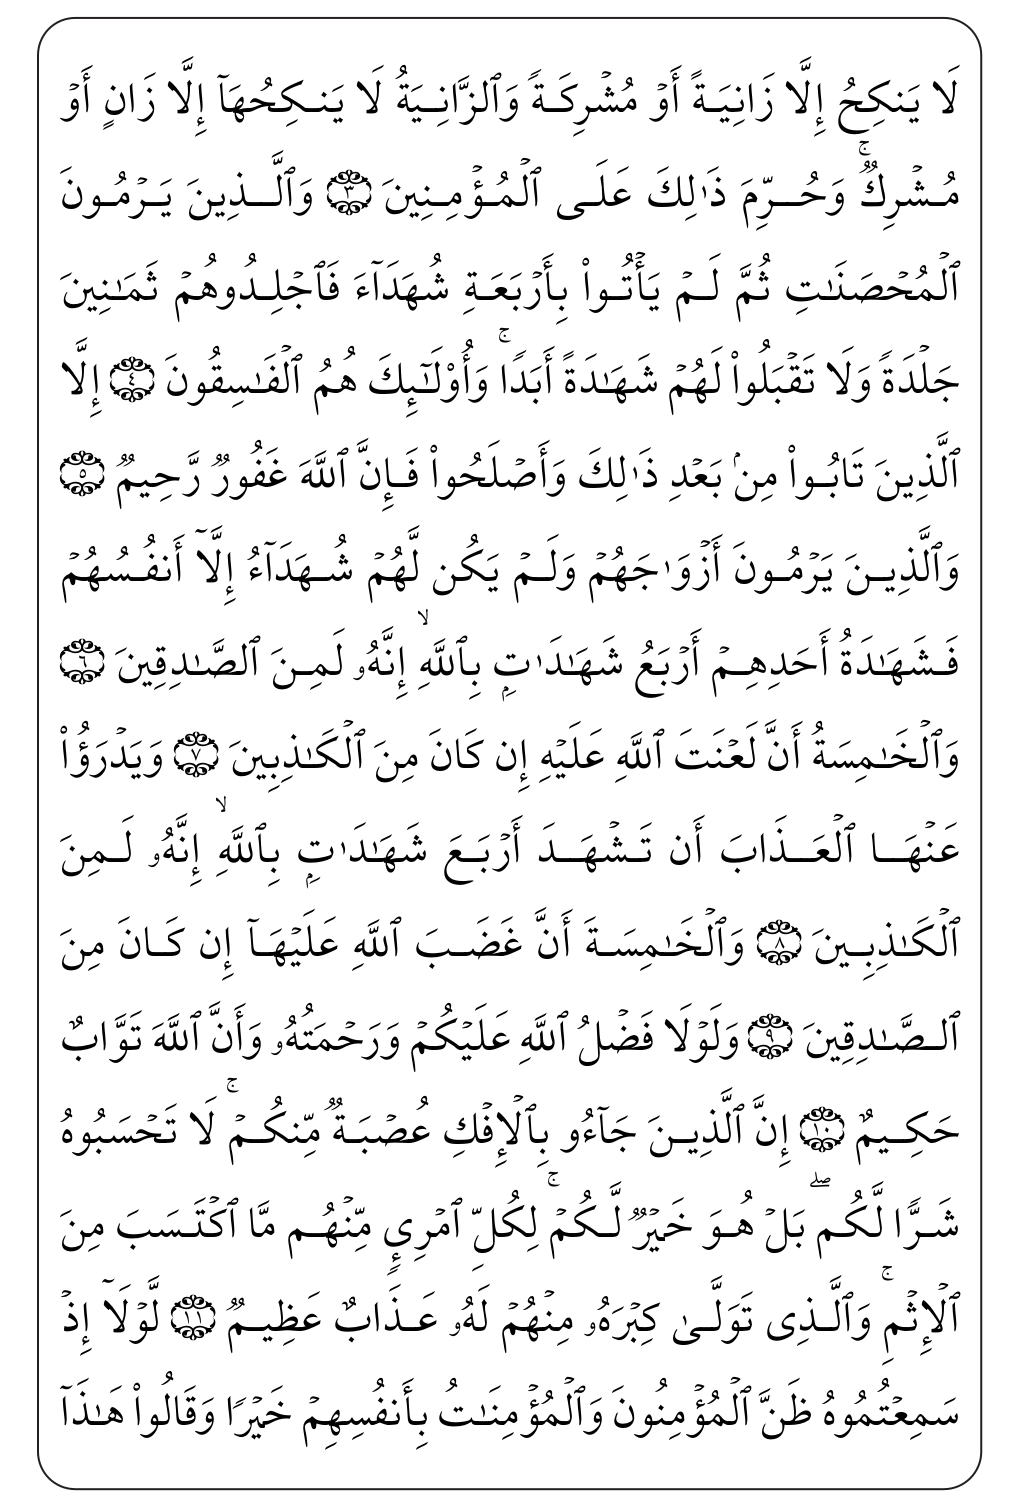 لَا يَنكِحُ إِلَّا زَانِيَةً أَوۡ مُشۡرِكَةً وَٱلزَّانِيَةُ لَا يَنكِحُهَآ إِلَّا زَانٍ أَوۡ
مُشۡرِكٌۚ وَحُرِّمَ ذَٰلِكَ عَلَى ٱلۡمُؤۡمِنِينَ ٣ وَٱلَّذِينَ يَرۡمُونَ
ٱلۡمُحۡصَنَٰتِ ثُمَّ لَمۡ يَأۡتُواْ بِأَرۡبَعَةِ شُهَدَآءَ فَٱجۡلِدُوهُمۡ ثَمَٰنِينَ
جَلۡدَةً وَلَا تَقۡبَلُواْ لَهُمۡ شَهَٰدَةً أَبَدًاۚ وَأُوْلَٰٓئِكَ هُمُ ٱلۡفَٰسِقُونَ ٤ إِلَّا
ٱلَّذِينَ تَابُواْ مِنۢ بَعۡدِ ذَٰلِكَ وَأَصۡلَحُواْ فَإِنَّ ٱللَّهَ غَفُورٌ رَّحِيمٌ ٥
وَٱلَّذِينَ يَرۡمُونَ أَزۡوَٰجَهُمۡ وَلَمۡ يَكُن لَّهُمۡ شُهَدَآءُ إِلَّآ أَنفُسُهُمۡ
فَشَهَٰدَةُ أَحَدِهِمۡ أَرۡبَعُ شَهَٰدَٰتِۭ بِٱللَّهِۙ إِنَّهُۥ لَمِنَ ٱلصَّٰدِقِينَ ٦
وَٱلۡخَٰمِسَةُ أَنَّ لَعۡنَتَ ٱللَّهِ عَلَيۡهِ إِن كَانَ مِنَ ٱلۡكَٰذِبِينَ ٧ وَيَدۡرَؤُاْ
عَنۡهَا ٱلۡعَذَابَ أَن تَشۡهَدَ أَرۡبَعَ شَهَٰدَٰتِۭ بِٱللَّهِۙ إِنَّهُۥ لَمِنَ
ٱلۡكَٰذِبِينَ ٨ وَٱلۡخَٰمِسَةَ أَنَّ غَضَبَ ٱللَّهِ عَلَيۡهَآ إِن كَانَ مِنَ
ٱلصَّٰدِقِينَ ٩ وَلَوۡلَا فَضۡلُ ٱللَّهِ عَلَيۡكُمۡ وَرَحۡمَتُهُۥ وَأَنَّ ٱللَّهَ تَوَّابٌ
حَكِيمٌ ١٠ إِنَّ ٱلَّذِينَ جَآءُو بِٱلۡإِفۡكِ عُصۡبَةٌ مِّنكُمۡۚ لَا تَحۡسَبُوهُ
شَرًّا لَّكُمۖ بَلۡ هُوَ خَيۡرٌ لَّكُمۡۚ لِكُلِّ ٱمۡرِيٍٕ مِّنۡهُم مَّا ٱكۡتَسَبَ مِنَ
ٱلۡإِثۡمِۚ وَٱلَّذِى تَوَلَّىٰ كِبۡرَهُۥ مِنۡهُمۡ لَهُۥ عَذَابٌ عَظِيمٌ ١١ لَّوۡلَآ إِذۡ
سَمِعۡتُمُوهُ ظَنَّ ٱلۡمُؤۡمِنُونَ وَٱلۡمُؤۡمِنَٰتُ بِأَنفُسِهِمۡ خَيۡرًا وَقَالُواْ هَٰذَآ